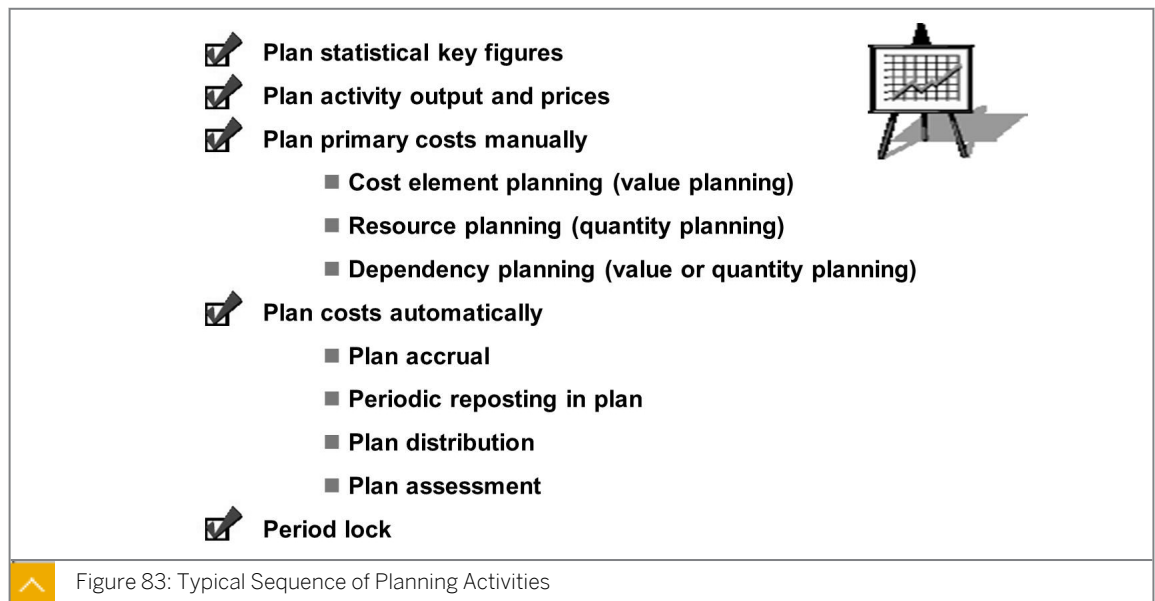 Plan statistical key figures
Plan activity output and prices
Plan primary costs manually
Cost element planning (value planning)
Resource planning (quantity planning)
Dependency planning (value or quantity planning)
Plan costs automatically
Plan accrual
Periodic reposting in plan
Plan distribution
Plan assessment
Period lock
Figure 83: Typical Sequence of Planning Activities